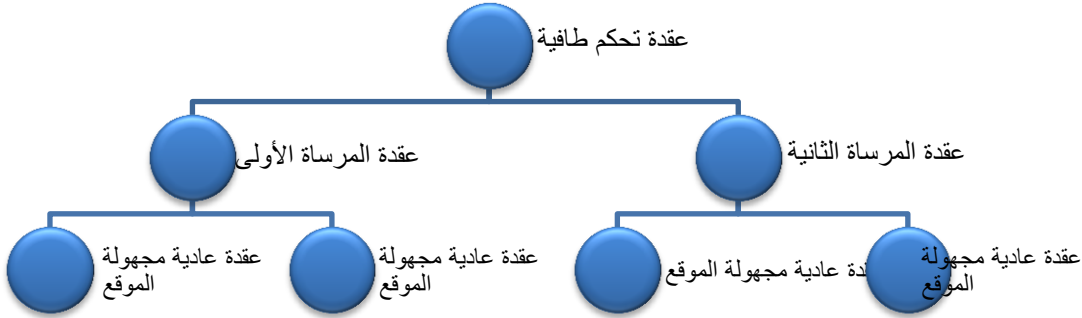 عقدة تحكم طافية
عقدة المرساة الثانية
عقدة المرساة الأولى
عقدة عادية مجهولة
الموقع
عادية مجهولة الموقع
عقدة عادية مجهولة
الموقع
عقدة عادية مجهولة
الموقع